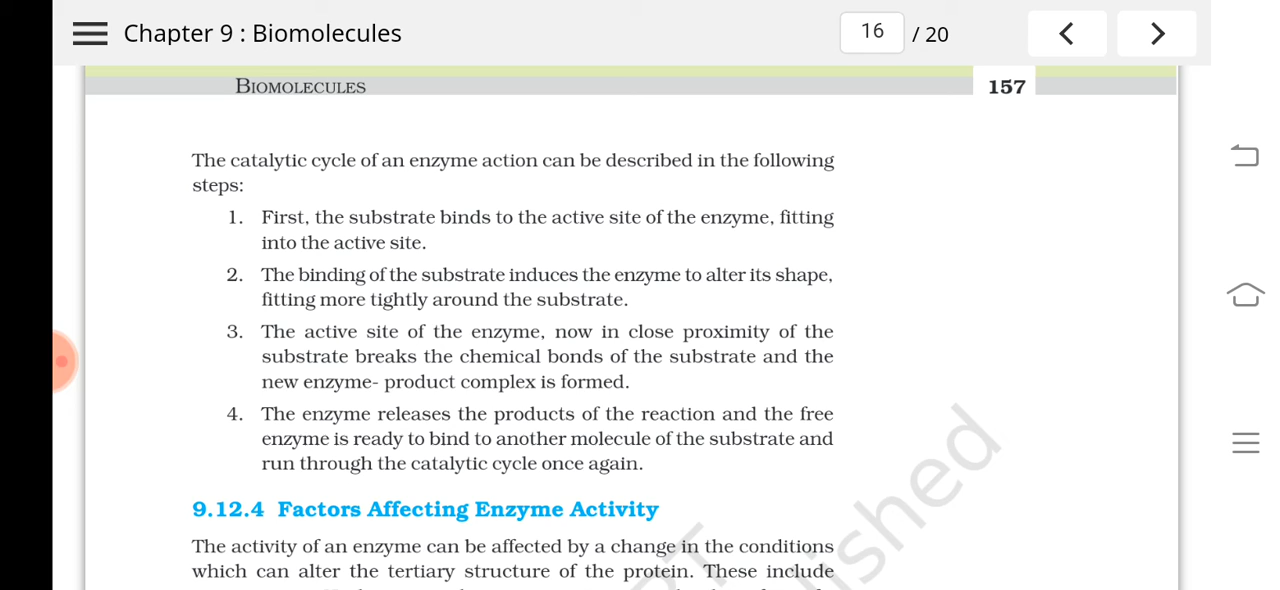 Chapter 9 : Biomolecules
16 / 20
BIOMOLECULES
157
The catalytic cycle of an enzyme action can be described in the following
steps:
1. First, the substrate binds to the active site of the enzyme, fitting
into the active site.
2. The binding of the substrate induces the enzyme to alter its shape,
fitting more tightly around the substrate.
3. The active site of the enzyme, now in close proximity of the
substrate breaks the chemical bonds of the substrate and the
new enzyme- product complex is formed.
4. The enzyme releases the products of the reaction and the free
enzyme is ready to bind to another molecule of the substrate and
run through the catalytic cycle once again.
9.12.4 Factors Affecting Enzyme Activity
The activity of an enzyme can be affected by a change in the conditions
which can alter the tertiary structure of the protein. These include